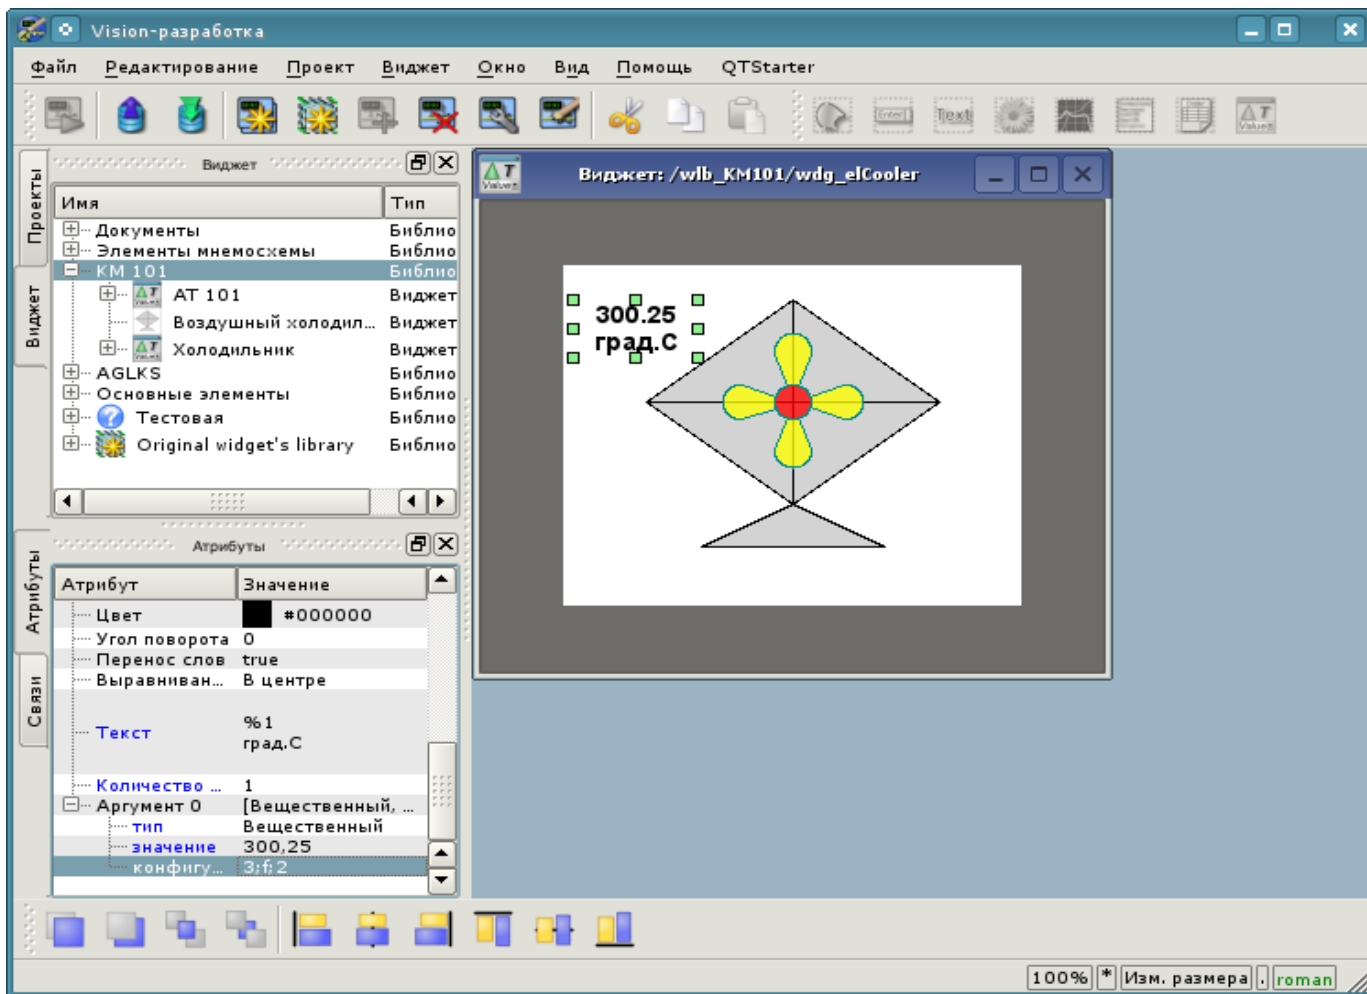 Vision-разработка
Файл Редактирование Проект Виджет Окно Вид Помощь QTStarter
Enter Text ΔT
Проекты
Виджет
Виджет
Имя Тип
Документы Библио
Элементы мнемосхемы Библио
КМ 101 Библио
АТ 101 Виджет
Воздушный холодил... Виджет
Холодильник Виджет
AGLKS Библио
Основные элементы Библио
Тестовая Библио
Original widget's library Библио
Атрибуты
Связи
Атрибуты
Атрибут Значение
Цвет #000000
Угол поворота 0
Перенос слов true
Выравниван... В центре
Текст %1
град.С
Количество ... 1
Аргумент 0 [Вещественный, ...
тип Вещественный
значение 300,25
конфигу... 3;f;2
Виджет: /wlb_KM101/wdg_elCooler
300.25
град.С
100% * Изм. размера . roman